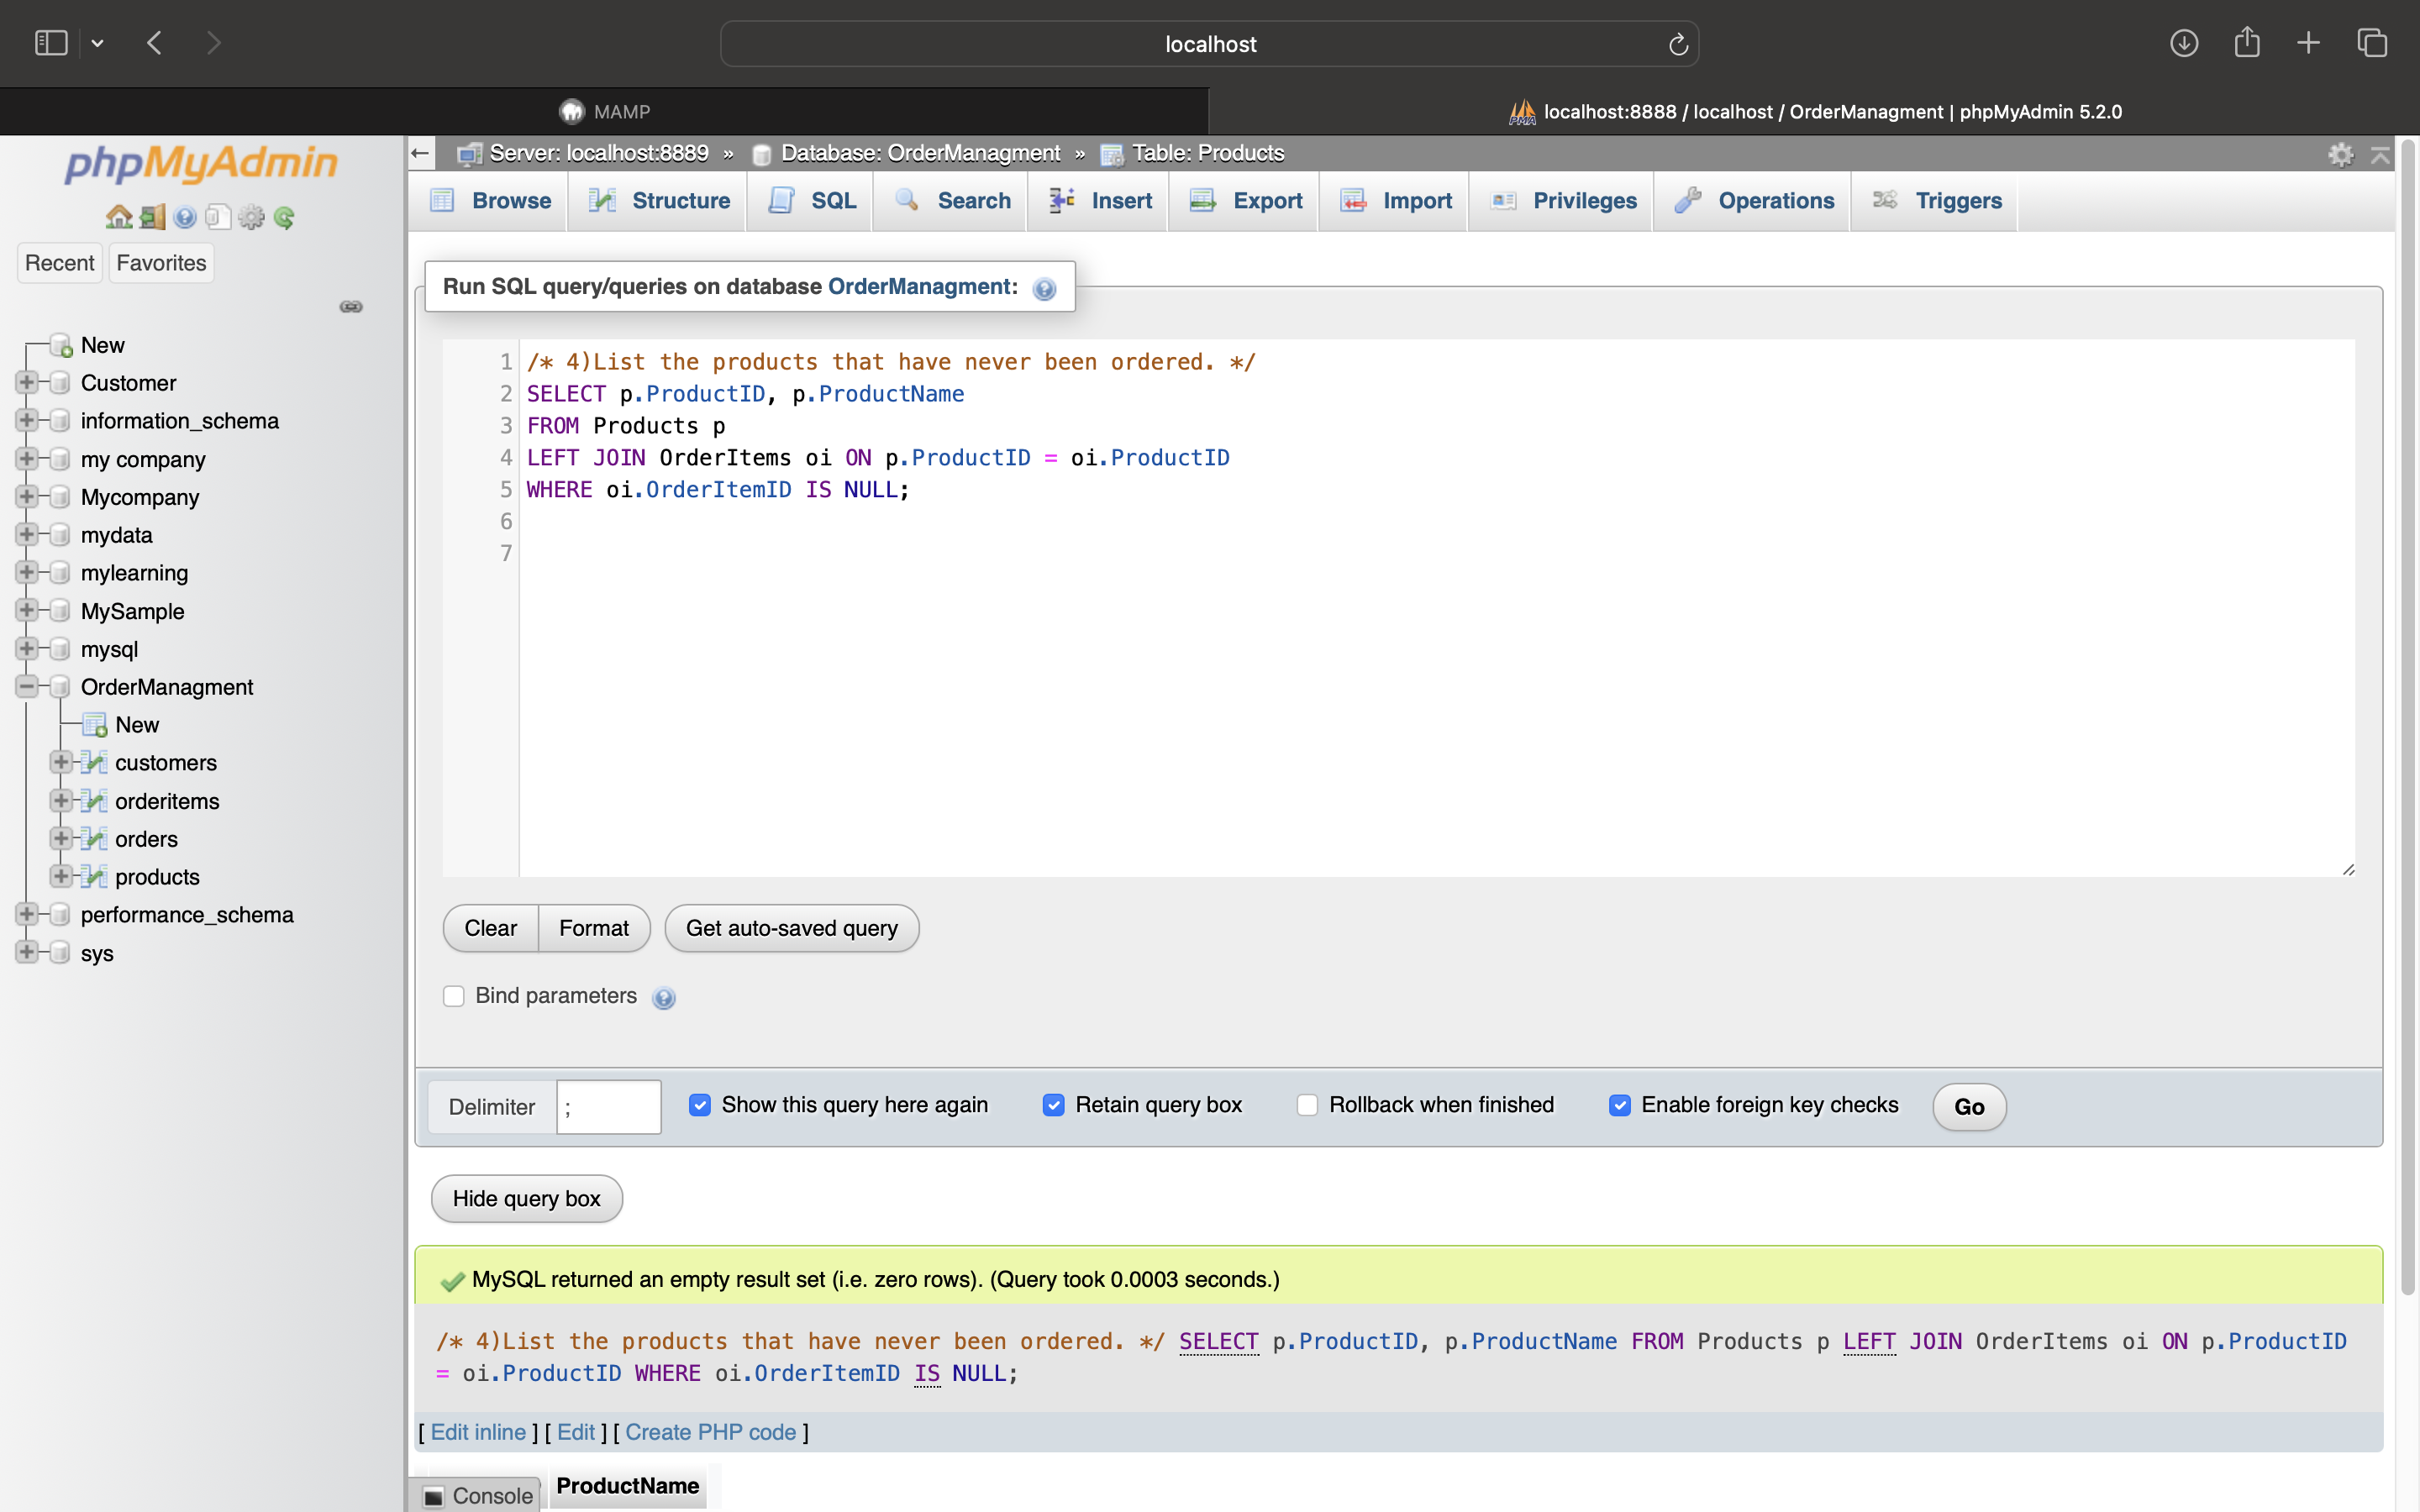 localhost
MAMP
localhost:8888 / localhost / OrderManagment | phpMyAdmin 5.2.0
phpMyAdmin
Recent
Favorites
New
Customer
information_schema
my company
Mycompany
mydata
mylearning
MySample
mysql
OrderManagment
New
customers
orderitems
orders
products
performance_schema
sys
Server: localhost:8889 » Database: OrderManagment » Table: Products
Browse Structure SQL Search Insert Export Import Privileges Operations Triggers
Run SQL query/queries on database OrderManagment:
1 /* 4)List the products that have never been ordered. */
2 SELECT p.ProductID, p.ProductName
3 FROM Products p
4 LEFT JOIN OrderItems oi ON p.ProductID = oi.ProductID
5 WHERE oi.OrderItemID IS NULL;
6
7
Clear Format Get auto-saved query
Bind parameters
Delimiter ; Show this query here again Retain query box Rollback when finished Enable foreign key checks Go
Hide query box
MySQL returned an empty result set (i.e. zero rows). (Query took 0.0003 seconds.)
/* 4)List the products that have never been ordered. */ SELECT p.ProductID, p.ProductName FROM Products p LEFT JOIN OrderItems oi ON p.ProductID
= oi.ProductID WHERE oi.OrderItemID IS NULL;
[ Edit inline ] [ Edit ] [ Create PHP code ]
Console
ProductName